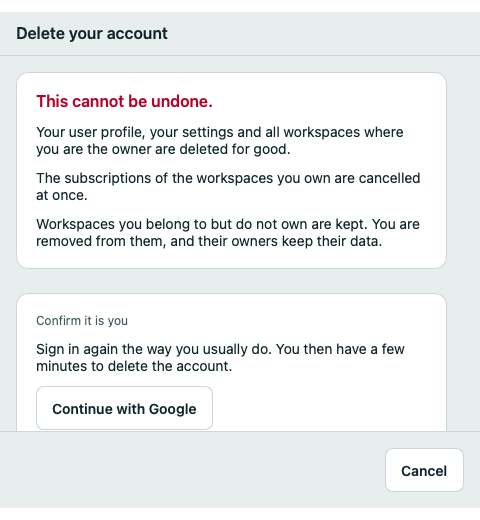 Delete your account
This cannot be undone.
Your user profile, your settings and all workspaces where
you are the owner are deleted for good.
The subscriptions of the workspaces you own are cancelled
at once.
Workspaces you belong to but do not own are kept. You are
removed from them, and their owners keep their data.
Confirm it is you
Sign in again the way you usually do. You then have a few
minutes to delete the account.
Continue with Google
Cancel